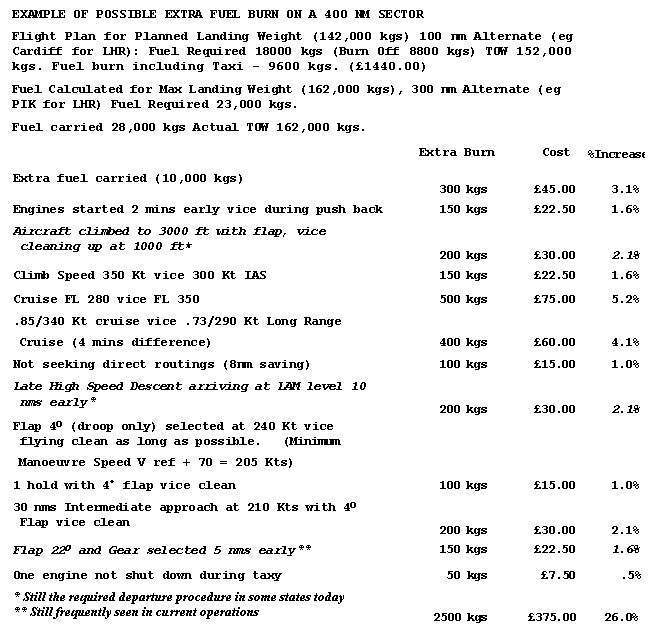 EXAMPLE OF POSSIBLE EXTRA FUEL BURN ON A 400 NM SECTOR
Flight Plan for Planned Landing Weight (142,000 kgs) 100 nm Alternate (eg
Cardiff for LHR): Fuel Required 18000 kgs (Burn Off 8800 kgs) TOW 152,000
kgs. Fuel burn including Taxi - 9600 kgs. (£1440.00)
Fuel Calculated for Max Landing Weight (162,000 kgs), 300 nm Alternate (eg
PIK for LHR) Fuel Required 23,000 kgs.
Fuel carried 28,000 kgs Actual TOW 162,000 kgs.
Extra Burn Cost %Increase
Extra fuel carried (10,000 kgs)
300 kgs £45.00 3.1%
Engines started 2 mins early vice during push back 150 kgs £22.50 1.6%
Aircraft climbed to 3000 ft with flap, vice
cleaning up at 1000 ft*
200 kgs £30.00 2.1%
Climb Speed 350 Kt vice 300 Kt IAS 150 kgs £22.50 1.6%
Cruise FL 280 vice FL 350 500 kgs £75.00 5.2%
.85/340 Kt cruise vice .73/290 Kt Long Range
Cruise (4 mins difference) 400 kgs £60.00 4.1%
Not seeking direct routings (8nm saving) 100 kgs £15.00 1.0%
Late High Speed Descent arriving at LAM level 10
nms early*
200 kgs £30.00 2.1%
Flap 4º (droop only) selected at 240 Kt vice
flying clean as long as possible. (Minimum
Manoeuvre Speed V ref + 70 = 205 Kts)
1 hold with 4° flap vice clean 100 kgs £15.00 1.0%
30 nms Intermediate approach at 210 Kts with 4º
Flap vice clean
200 kgs £30.00 2.1%
Flap 22º and Gear selected 5 nms early** 150 kgs £22.50 1.6%
One engine not shut down during taxy 50 kgs £7.50 .5%
* Still the required departure procedure in some states today
** Still frequently seen in current operations
2500 kgs £375.00 26.0%